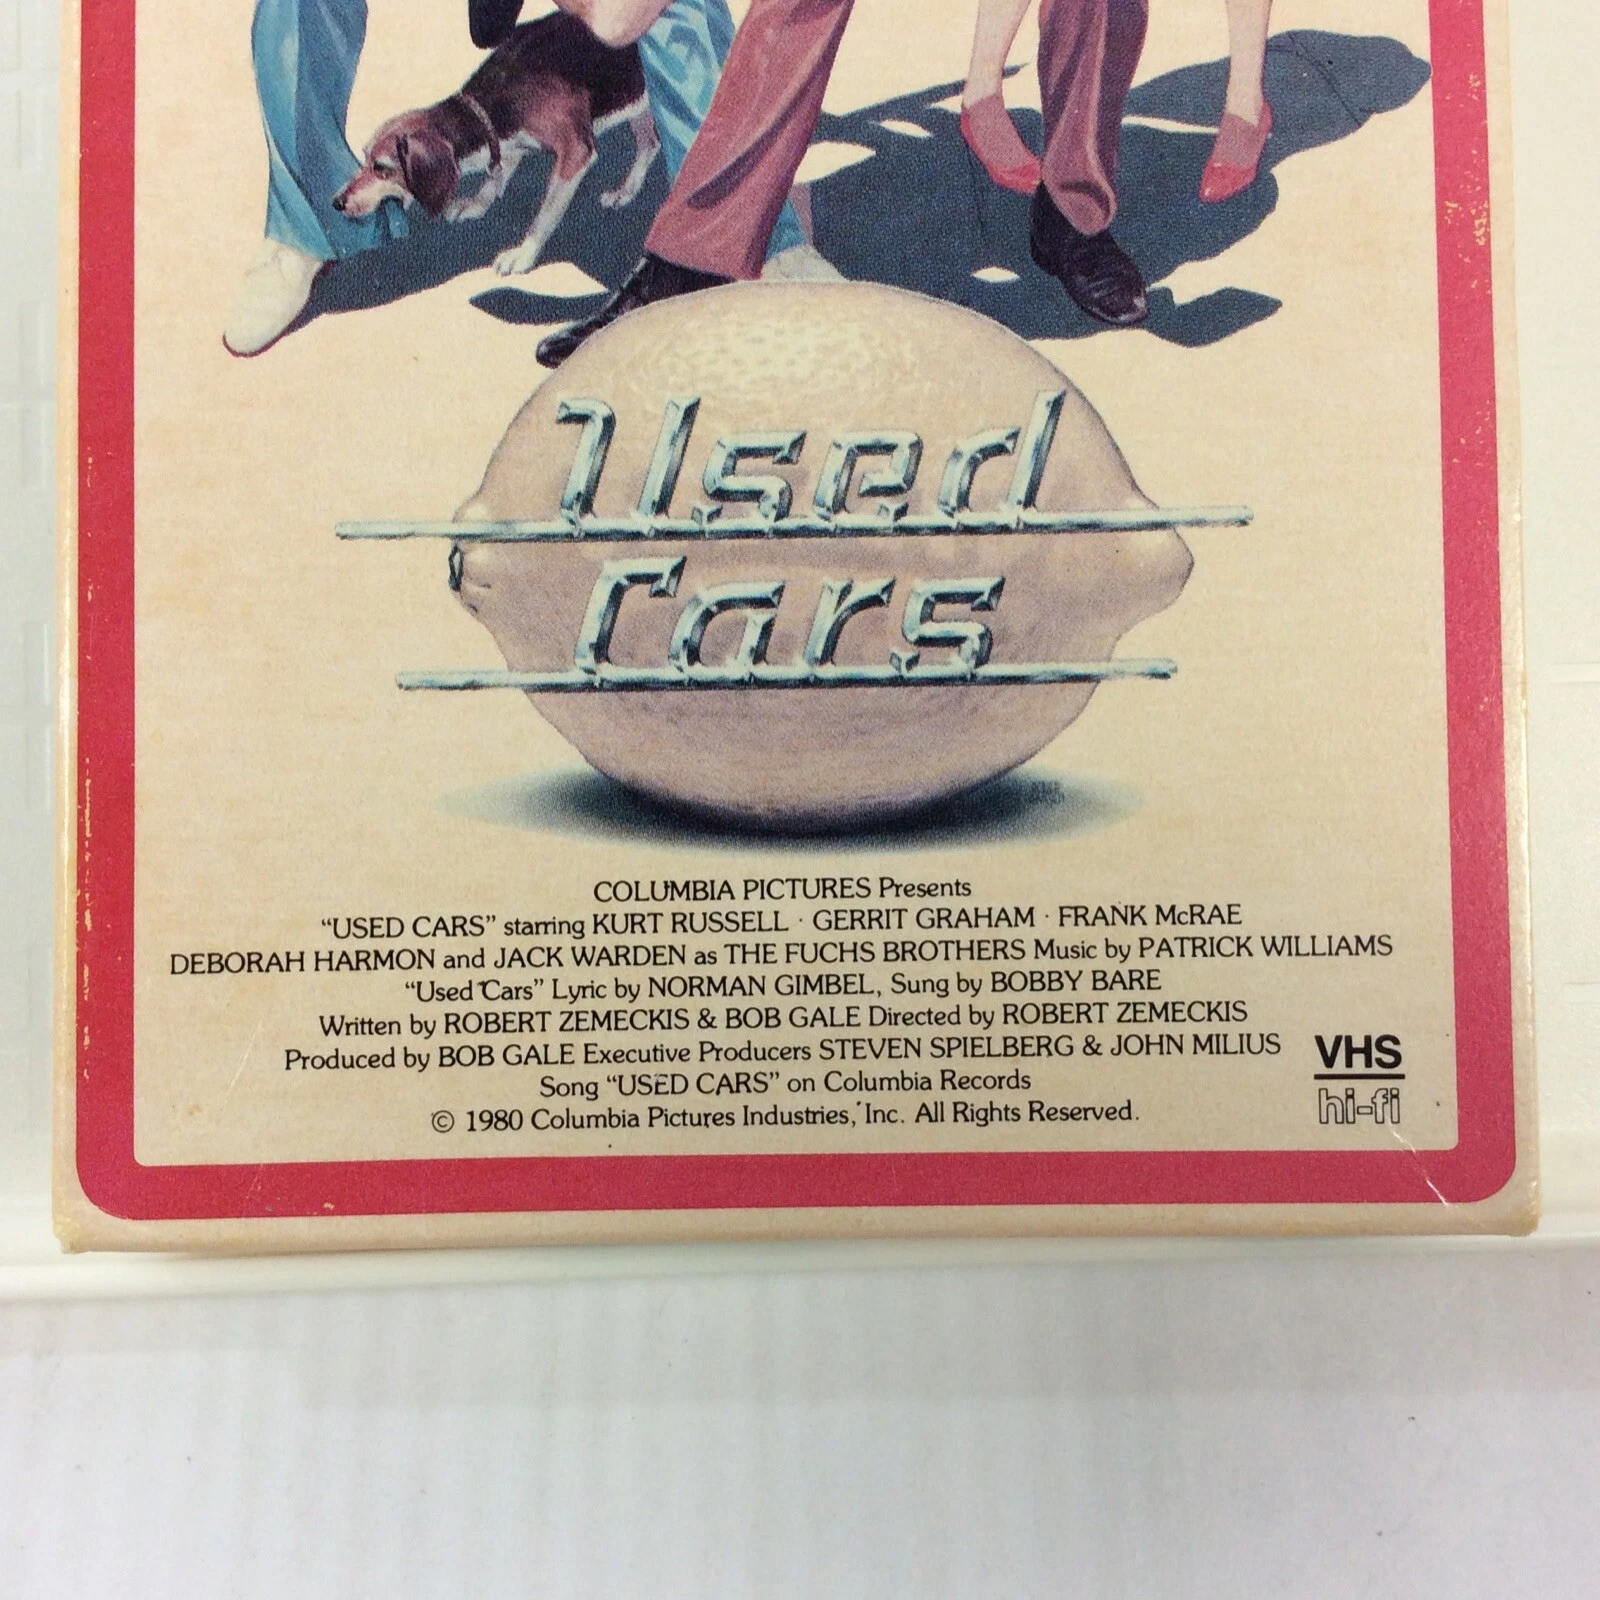 Used
Cars
COLUMBIA PICTURES Presents
“USED CARS” starring KURT RUSSELL · GERRIT GRAHAM · FRANK McRAE
DEBORAH HARMON and JACK WARDEN as THE FUCHS BROTHERS Music by PATRICK WILLIAMS
“Used Cars” Lyric by NORMAN GIMBEL, Sung by BOBBY BARE
Written by ROBERT ZEMECKIS & BOB GALE Directed by ROBERT ZEMECKIS
Produced by BOB GALE Executive Producers STEVEN SPIELBERG & JOHN MILIUS
Song “USED CARS” on Columbia Records
© 1980 Columbia Pictures Industries, Inc. All Rights Reserved.
VHS
hi-fi